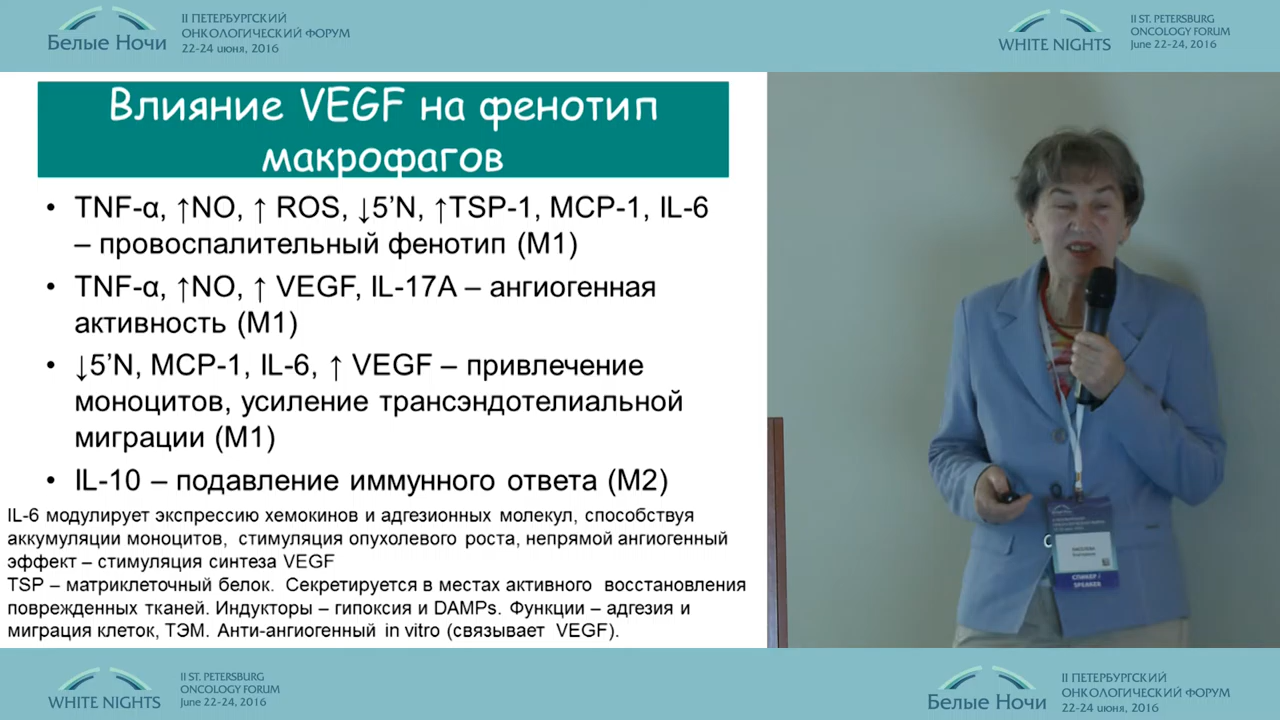 Белые Ночи
II ПЕТЕРБУРГСКИЙ
ОНКОЛОГИЧЕСКИЙ ФОРУМ
22-24 июня, 2016
WHITE NIGHTS
II ST. PETERSBURG
ONCOLOGY FORUM
June 22-24, 2016
Влияние VEGF на фенотип
макрофагов
• TNF-α, ↑NO, ↑ ROS, ↓5’N, ↑TSP-1, MCP-1, IL-6
– провоспалительный фенотип (M1)
• TNF-α, ↑NO, ↑ VEGF, IL-17A – ангиогенная
активность (M1)
• ↓5’N, MCP-1, IL-6, ↑ VEGF – привлечение
моноцитов, усиление трансэндотелиальной
миграции (M1)
• IL-10 – подавление иммунного ответа (M2)
IL-6 модулирует экспрессию хемокинов и адгезионных молекул, способствуя
аккумуляции моноцитов, стимуляция опухолевого роста, непрямой ангиогенный
эффект – стимуляция синтеза VEGF
TSP – матриклеточный белок. Секретируется в местах активного восстановления
поврежденных тканей. Индукторы – гипоксия и DAMPs. Функции – адгезия и
миграция клеток, ТЭМ. Анти-ангиогенный in vitro (связывает VEGF).
СПИКЕР /
SPEAKER
WHITE NIGHTS
II ST. PETERSBURG
ONCOLOGY FORUM
June 22-24, 2016
Белые Ночи
II ПЕТЕРБУРГСКИЙ
ОНКОЛОГИЧЕСКИЙ ФОРУМ
22-24 июня, 2016